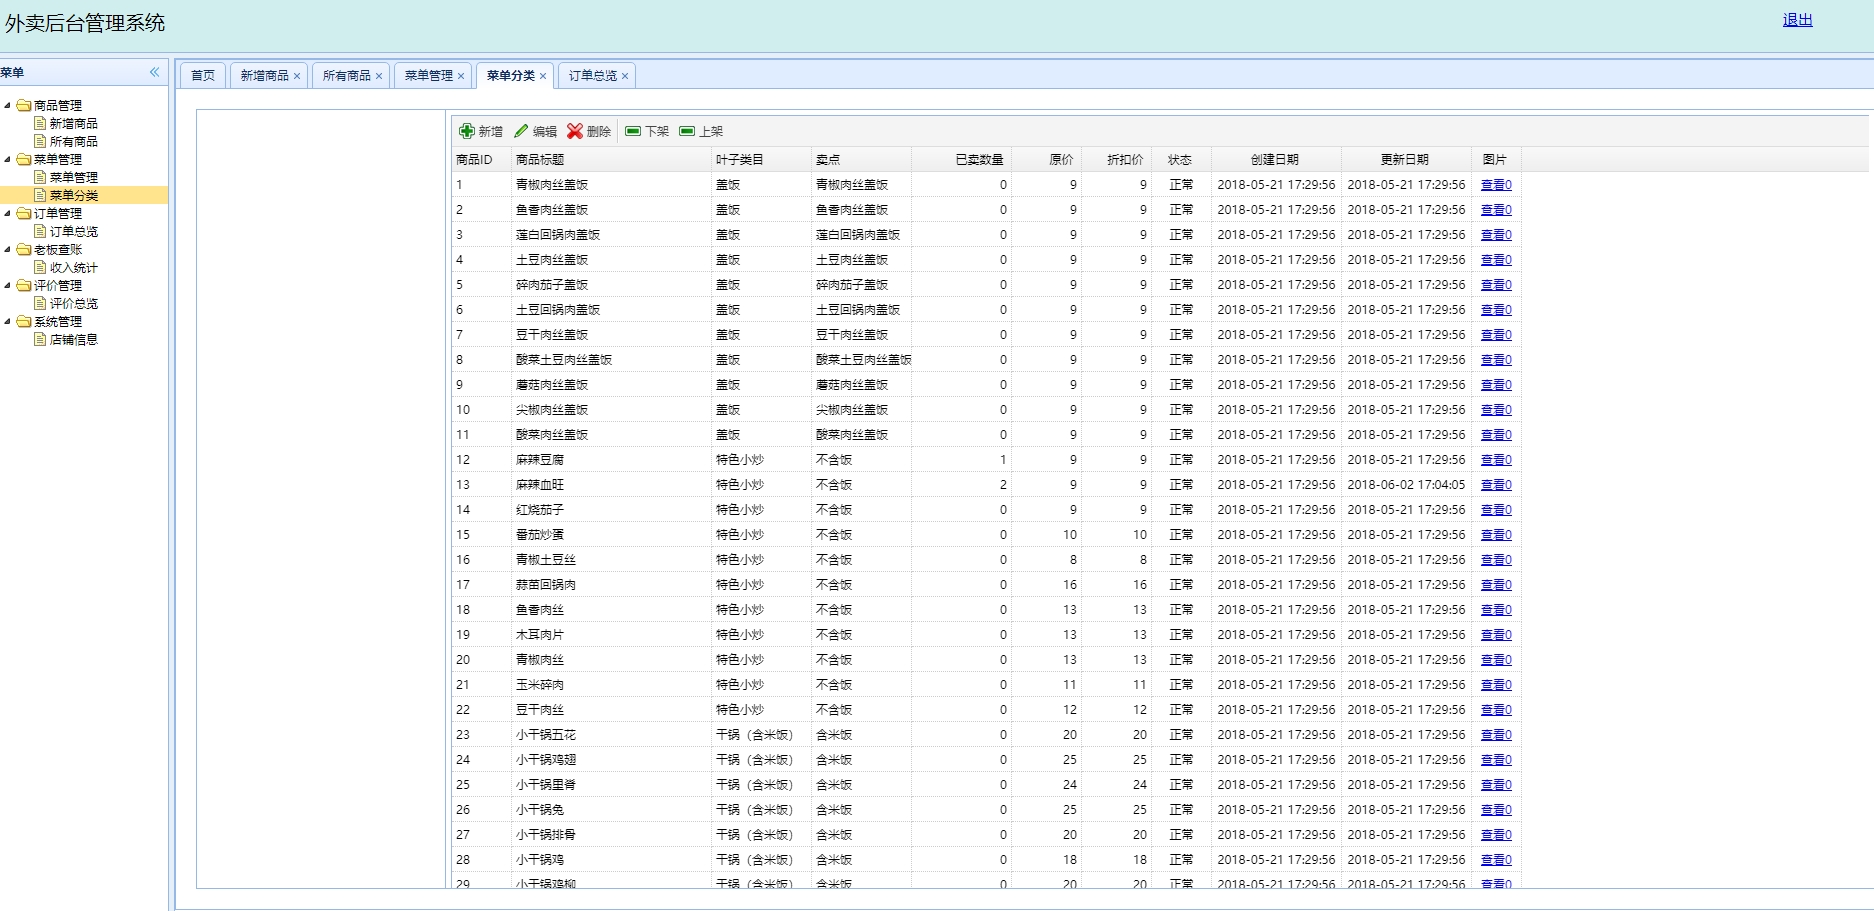 外卖后台管理系统
退出
菜单
首页 新增商品 所有商品 菜单管理 菜单分类 订单总览
商品管理
新增商品
所有商品
菜单管理
菜单管理
菜单分类
订单管理
订单总览
老板查账
收入统计
评价管理
评价总览
系统管理
店铺信息
新增 编辑 删除 下架 上架
商品ID 商品标题 叶子类目 卖点 已卖数量 原价 折扣价 状态 创建日期 更新日期 图片
1 青椒肉丝盖饭 盖饭 青椒肉丝盖饭 0 9 9 正常 2018-05-21 17:29:56 2018-05-21 17:29:56 查看0
2 鱼香肉丝盖饭 盖饭 鱼香肉丝盖饭 0 9 9 正常 2018-05-21 17:29:56 2018-05-21 17:29:56 查看0
3 莲白回锅肉盖饭 盖饭 莲白回锅肉盖饭 0 9 9 正常 2018-05-21 17:29:56 2018-05-21 17:29:56 查看0
4 土豆肉丝盖饭 盖饭 土豆肉丝盖饭 0 9 9 正常 2018-05-21 17:29:56 2018-05-21 17:29:56 查看0
5 碎肉茄子盖饭 盖饭 碎肉茄子盖饭 0 9 9 正常 2018-05-21 17:29:56 2018-05-21 17:29:56 查看0
6 土豆回锅肉盖饭 盖饭 土豆回锅肉盖饭 0 9 9 正常 2018-05-21 17:29:56 2018-05-21 17:29:56 查看0
7 豆干肉丝盖饭 盖饭 豆干肉丝盖饭 0 9 9 正常 2018-05-21 17:29:56 2018-05-21 17:29:56 查看0
8 酸菜土豆肉丝盖饭 盖饭 酸菜土豆肉丝盖饭 0 9 9 正常 2018-05-21 17:29:56 2018-05-21 17:29:56 查看0
9 蘑菇肉丝盖饭 盖饭 蘑菇肉丝盖饭 0 9 9 正常 2018-05-21 17:29:56 2018-05-21 17:29:56 查看0
10 尖椒肉丝盖饭 盖饭 尖椒肉丝盖饭 0 9 9 正常 2018-05-21 17:29:56 2018-05-21 17:29:56 查看0
11 酸菜肉丝盖饭 盖饭 酸菜肉丝盖饭 0 9 9 正常 2018-05-21 17:29:56 2018-05-21 17:29:56 查看0
12 麻辣豆腐 特色小炒 不含饭 1 9 9 正常 2018-05-21 17:29:56 2018-05-21 17:29:56 查看0
13 麻辣血旺 特色小炒 不含饭 2 9 9 正常 2018-05-21 17:29:56 2018-06-02 17:04:05 查看0
14 红烧茄子 特色小炒 不含饭 0 9 9 正常 2018-05-21 17:29:56 2018-05-21 17:29:56 查看0
15 番茄炒蛋 特色小炒 不含饭 0 10 10 正常 2018-05-21 17:29:56 2018-05-21 17:29:56 查看0
16 青椒土豆丝 特色小炒 不含饭 0 8 8 正常 2018-05-21 17:29:56 2018-05-21 17:29:56 查看0
17 蒜苗回锅肉 特色小炒 不含饭 0 16 16 正常 2018-05-21 17:29:56 2018-05-21 17:29:56 查看0
18 鱼香肉丝 特色小炒 不含饭 0 13 13 正常 2018-05-21 17:29:56 2018-05-21 17:29:56 查看0
19 木耳肉片 特色小炒 不含饭 0 13 13 正常 2018-05-21 17:29:56 2018-05-21 17:29:56 查看0
20 青椒肉丝 特色小炒 不含饭 0 13 13 正常 2018-05-21 17:29:56 2018-05-21 17:29:56 查看0
21 玉米碎肉 特色小炒 不含饭 0 11 11 正常 2018-05-21 17:29:56 2018-05-21 17:29:56 查看0
22 豆干肉丝 特色小炒 不含饭 0 12 12 正常 2018-05-21 17:29:56 2018-05-21 17:29:56 查看0
23 小干锅五花 干锅（含米饭） 含米饭 0 20 20 正常 2018-05-21 17:29:56 2018-05-21 17:29:56 查看0
24 小干锅鸡翅 干锅（含米饭） 含米饭 0 25 25 正常 2018-05-21 17:29:56 2018-05-21 17:29:56 查看0
25 小干锅里脊 干锅（含米饭） 含米饭 0 24 24 正常 2018-05-21 17:29:56 2018-05-21 17:29:56 查看0
26 小干锅兔 干锅（含米饭） 含米饭 0 25 25 正常 2018-05-21 17:29:56 2018-05-21 17:29:56 查看0
27 小干锅排骨 干锅（含米饭） 含米饭 0 20 20 正常 2018-05-21 17:29:56 2018-05-21 17:29:56 查看0
28 小干锅鸡 干锅（含米饭） 含米饭 0 18 18 正常 2018-05-21 17:29:56 2018-05-21 17:29:56 查看0
29 小干锅鸡柳 干锅（含米饭） 含米饭 0 20 20 正常 2018-05-21 17:29:56 2018-05-21 17:29:56 查看0